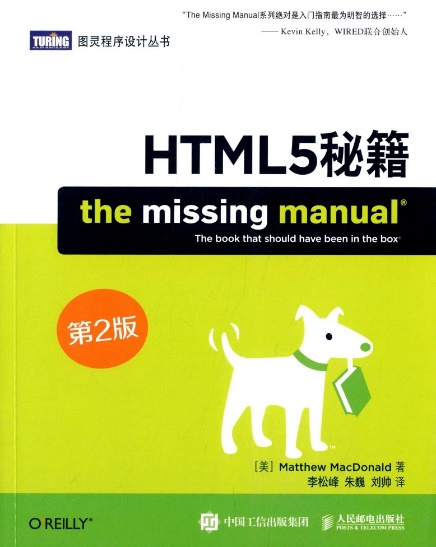 "The Missing Manual系列绝对是入门指南最为明智的选择……"
—— Kevin Kelly，WIRED联合创始人
TURING 图灵程序设计丛书
HTML5秘籍
the missing manual®
The book that should have been in the box®
第2版
[美] Matthew MacDonald 著
李松峰 朱巍 刘帅 译
O REILLY®
中国工信出版集团
人民邮电出版社
POSTS & TELECOM PRESS